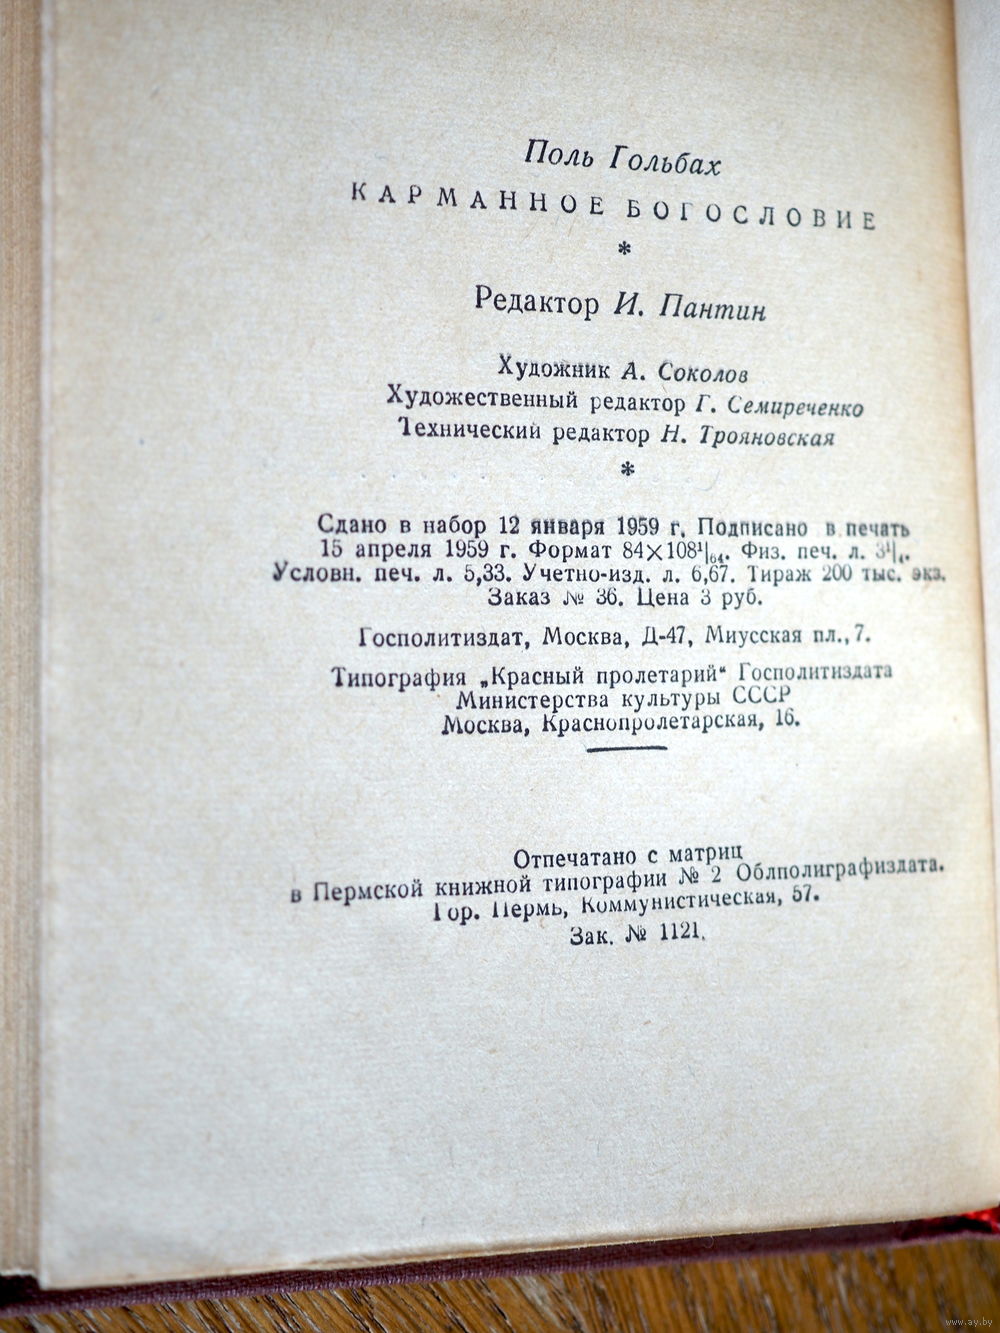 Поль Гольбах
КАРМАННОЕ БОГОСЛОВИЕ
*
Редактор И. Пантин
Художник А. Соколов
Художественный редактор Г. Семиреченко
Технический редактор Н. Трояновская
*
Сдано в набор 12 января 1959 г. Подписано в печать
15 апреля 1959 г. Формат 84×108¹/₆₄. Физ. печ. л. 3¹/₄.
Условн. печ. л. 5,33. Учетно-изд. л. 6,67. Тираж 200 тыс. экз.
Заказ № 36. Цена 3 руб.
Госполитиздат, Москва, Д-47, Миусская пл., 7.
Типография „Красный пролетарий“ Госполитиздата
Министерства культуры СССР
Москва, Краснопролетарская, 16.
Отпечатано с матриц
в Пермской книжной типографии № 2 Облполиграфиздата.
Гор. Пермь, Коммунистическая, 57.
Зак. № 1121.
www.ay.by